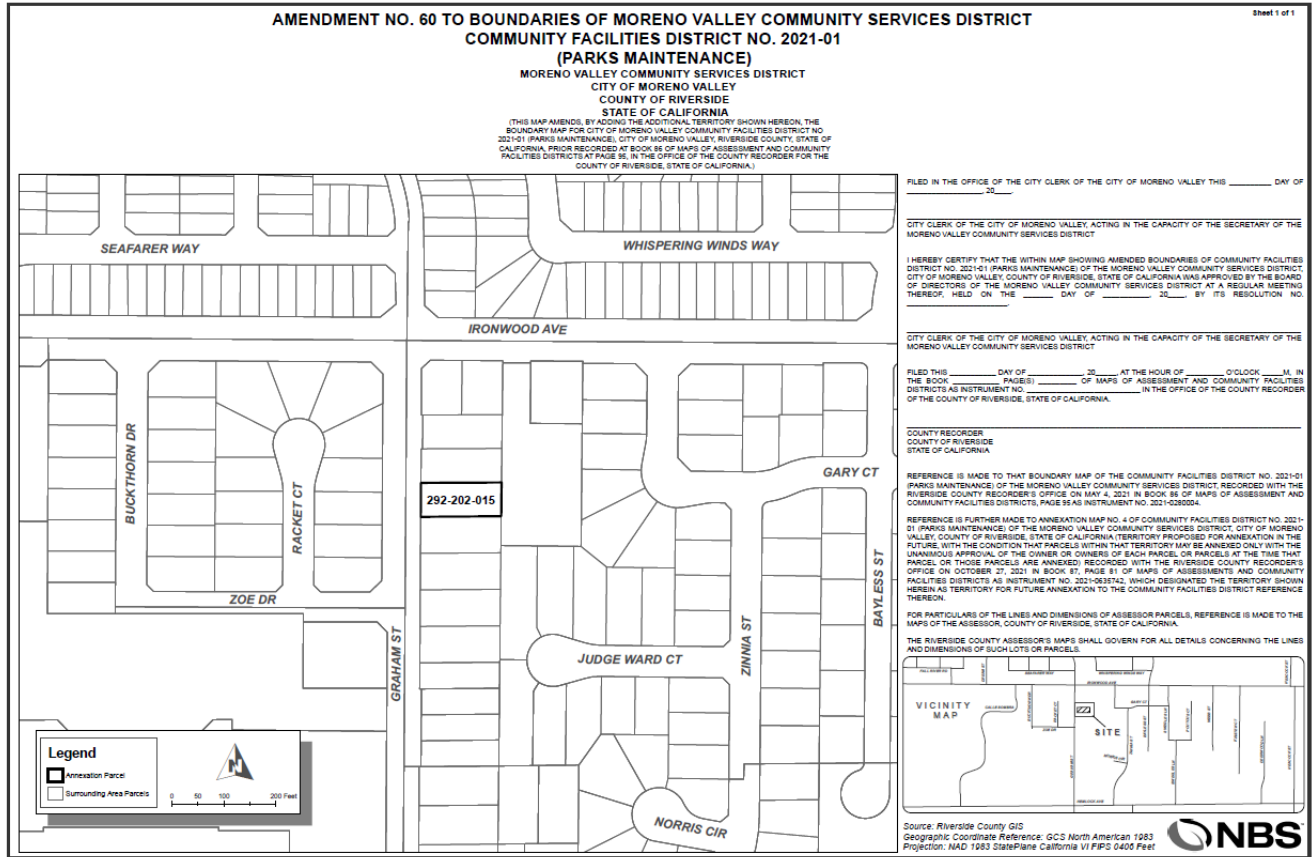 Sheet 1 of 1
AMENDMENT NO. 60 TO BOUNDARIES OF MORENO VALLEY COMMUNITY SERVICES DISTRICT
COMMUNITY FACILITIES DISTRICT NO. 2021-01
(PARKS MAINTENANCE)
MORENO VALLEY COMMUNITY SERVICES DISTRICT
CITY OF MORENO VALLEY
COUNTY OF RIVERSIDE
STATE OF CALIFORNIA
(THIS MAP AMENDS, BY ADDING THE ADDITIONAL TERRITORY SHOWN HEREON, THE
BOUNDARY MAP FOR CITY OF MORENO VALLEY COMMUNITY FACILITIES DISTRICT NO
2021-01 (PARKS MAINTENANCE), CITY OF MORENO VALLEY, RIVERSIDE COUNTY, STATE OF
CALIFORNIA, PRIOR RECORDED AT BOOK 86 OF MAPS OF ASSESSMENT AND COMMUNITY
FACILITIES DISTRICTS AT PAGE 95, IN THE OFFICE OF THE COUNTY RECORDER FOR THE
COUNTY OF RIVERSIDE, STATE OF CALIFORNIA.)
SEAFARER WAY
WHISPERING WINDS WAY
IRONWOOD AVE
BUCKTHORN DR
RACKET CT
292-202-015
GARY CT
ZOE DR
GRAHAM ST
JUDGE WARD CT
ZINNIA ST
BAYLESS ST
NORRIS CIR
Legend
Annexation Parcel
Surrounding Area Parcels
N
0 50 100 200 Feet
FILED IN THE OFFICE OF THE CITY CLERK OF THE CITY OF MORENO VALLEY THIS _________ DAY OF
________________, 20____.
CITY CLERK OF THE CITY OF MORENO VALLEY, ACTING IN THE CAPACITY OF THE SECRETARY OF THE
MORENO VALLEY COMMUNITY SERVICES DISTRICT
I HEREBY CERTIFY THAT THE WITHIN MAP SHOWING AMENDED BOUNDARIES OF COMMUNITY FACILITIES
DISTRICT NO. 2021-01 (PARKS MAINTENANCE) OF THE MORENO VALLEY COMMUNITY SERVICES DISTRICT,
CITY OF MORENO VALLEY, COUNTY OF RIVERSIDE, STATE OF CALIFORNIA WAS APPROVED BY THE BOARD
OF DIRECTORS OF THE MORENO VALLEY COMMUNITY SERVICES DISTRICT AT A REGULAR MEETING
THEREOF, HELD ON THE ______ DAY OF __________, 20____, BY ITS RESOLUTION NO.
_____________________.
CITY CLERK OF THE CITY OF MORENO VALLEY, ACTING IN THE CAPACITY OF THE SECRETARY OF THE
MORENO VALLEY COMMUNITY SERVICES DISTRICT
FILED THIS __________ DAY OF ____________, 20_____, AT THE HOUR OF ________ O'CLOCK _____M, IN
THE BOOK __________ PAGE(S) ________ OF MAPS OF ASSESSMENT AND COMMUNITY FACILITIES
DISTRICTS AS INSTRUMENT NO. ________________________ IN THE OFFICE OF THE COUNTY RECORDER
OF THE COUNTY OF RIVERSIDE, STATE OF CALIFORNIA.
COUNTY RECORDER
COUNTY OF RIVERSIDE
STATE OF CALIFORNIA
REFERENCE IS MADE TO THAT BOUNDARY MAP OF THE COMMUNITY FACILITIES DISTRICT NO. 2021-01
(PARKS MAINTENANCE) OF THE MORENO VALLEY COMMUNITY SERVICES DISTRICT, RECORDED WITH THE
RIVERSIDE COUNTY RECORDER'S OFFICE ON MAY 4, 2021 IN BOOK 86 OF MAPS OF ASSESSMENT AND
COMMUNITY FACILITIES DISTRICTS, PAGE 95 AS INSTRUMENT NO. 2021-0280004.
REFERENCE IS FURTHER MADE TO ANNEXATION MAP NO. 4 OF COMMUNITY FACILITIES DISTRICT NO. 2021-
01 (PARKS MAINTENANCE) OF THE MORENO VALLEY COMMUNITY SERVICES DISTRICT, CITY OF MORENO
VALLEY, COUNTY OF RIVERSIDE, STATE OF CALIFORNIA (TERRITORY PROPOSED FOR ANNEXATION IN THE
FUTURE, WITH THE CONDITION THAT PARCELS WITHIN THAT TERRITORY MAY BE ANNEXED ONLY WITH THE
UNANIMOUS APPROVAL OF THE OWNER OR OWNERS OF EACH PARCEL OR PARCELS AT THE TIME THAT
PARCEL OR THOSE PARCELS ARE ANNEXED) RECORDED WITH THE RIVERSIDE COUNTY RECORDER'S
OFFICE ON OCTOBER 27, 2021 IN BOOK 87, PAGE 81 OF MAPS OF ASSESSMENTS AND COMMUNITY
FACILITIES DISTRICTS AS INSTRUMENT NO. 2021-0635742, WHICH DESIGNATED THE TERRITORY SHOWN
HEREIN AS TERRITORY FOR FUTURE ANNEXATION TO THE COMMUNITY FACILITIES DISTRICT REFERENCE
THEREON.
FOR PARTICULARS OF THE LINES AND DIMENSIONS OF ASSESSOR PARCELS, REFERENCE IS MADE TO THE
MAPS OF THE ASSESSOR, COUNTY OF RIVERSIDE, STATE OF CALIFORNIA.
THE RIVERSIDE COUNTY ASSESSOR'S MAPS SHALL GOVERN FOR ALL DETAILS CONCERNING THE LINES
AND DIMENSIONS OF SUCH LOTS OR PARCELS.
VICINITY
MAP
SITE
Source: Riverside County GIS
Geographic Coordinate Reference: GCS North American 1983
Projection: NAD 1983 StatePlane California VI FIPS 0406 Feet
NBS